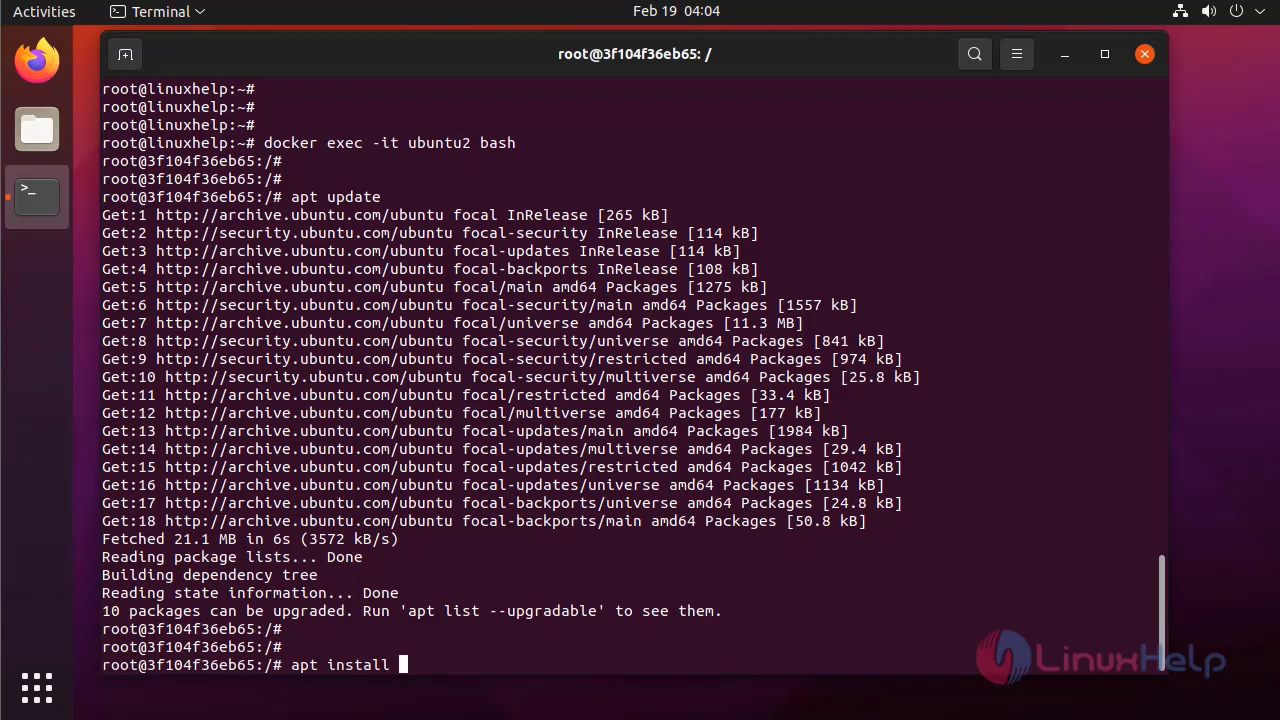 Activities Terminal Feb 19 04:04
root@3f104f36eb65: /
root@linuxhelp:~#
root@linuxhelp:~#
root@linuxhelp:~#
root@linuxhelp:~# docker exec -it ubuntu2 bash
root@3f104f36eb65:/#
root@3f104f36eb65:/#
root@3f104f36eb65:/# apt update
Get:1 http://archive.ubuntu.com/ubuntu focal InRelease [265 kB]
Get:2 http://security.ubuntu.com/ubuntu focal-security InRelease [114 kB]
Get:3 http://archive.ubuntu.com/ubuntu focal-updates InRelease [114 kB]
Get:4 http://archive.ubuntu.com/ubuntu focal-backports InRelease [108 kB]
Get:5 http://archive.ubuntu.com/ubuntu focal/main amd64 Packages [1275 kB]
Get:6 http://security.ubuntu.com/ubuntu focal-security/main amd64 Packages [1557 kB]
Get:7 http://archive.ubuntu.com/ubuntu focal/universe amd64 Packages [11.3 MB]
Get:8 http://security.ubuntu.com/ubuntu focal-security/universe amd64 Packages [841 kB]
Get:9 http://security.ubuntu.com/ubuntu focal-security/restricted amd64 Packages [974 kB]
Get:10 http://security.ubuntu.com/ubuntu focal-security/multiverse amd64 Packages [25.8 kB]
Get:11 http://archive.ubuntu.com/ubuntu focal/restricted amd64 Packages [33.4 kB]
Get:12 http://archive.ubuntu.com/ubuntu focal/multiverse amd64 Packages [177 kB]
Get:13 http://archive.ubuntu.com/ubuntu focal-updates/main amd64 Packages [1984 kB]
Get:14 http://archive.ubuntu.com/ubuntu focal-updates/multiverse amd64 Packages [29.4 kB]
Get:15 http://archive.ubuntu.com/ubuntu focal-updates/restricted amd64 Packages [1042 kB]
Get:16 http://archive.ubuntu.com/ubuntu focal-updates/universe amd64 Packages [1134 kB]
Get:17 http://archive.ubuntu.com/ubuntu focal-backports/universe amd64 Packages [24.8 kB]
Get:18 http://archive.ubuntu.com/ubuntu focal-backports/main amd64 Packages [50.8 kB]
Fetched 21.1 MB in 6s (3572 kB/s)
Reading package lists... Done
Building dependency tree
Reading state information... Done
10 packages can be upgraded. Run 'apt list --upgradable' to see them.
root@3f104f36eb65:/#
root@3f104f36eb65:/#
root@3f104f36eb65:/# apt install
LinuxHelp